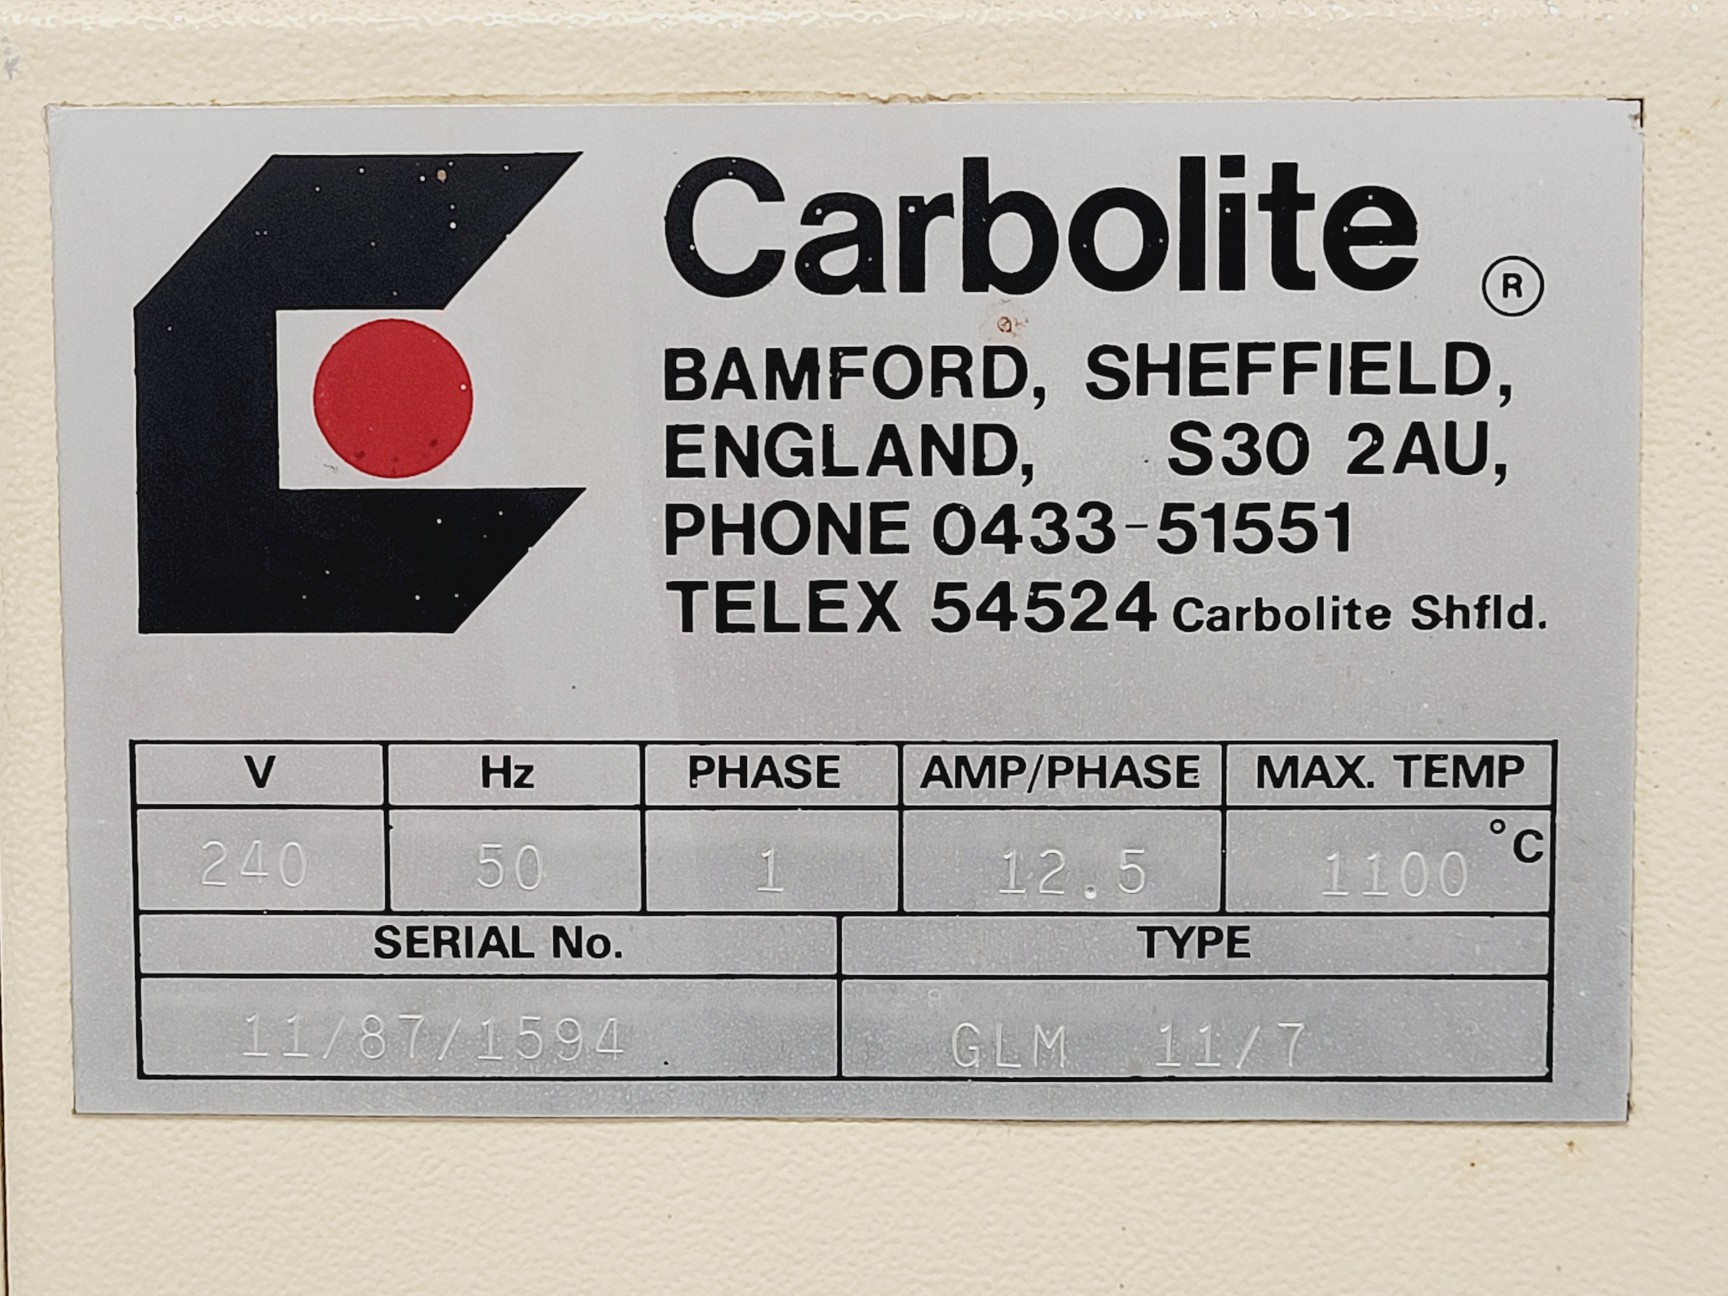 Carbolite ®
BAMFORD, SHEFFIELD,
ENGLAND, S30 2AU,
PHONE 0433-51551
TELEX 54524 Carbolite Shfld.
V Hz PHASE AMP/PHASE MAX. TEMP
240 50 1 12.5 1100 °C
SERIAL No. TYPE
11/87/1594 GLM 11/7